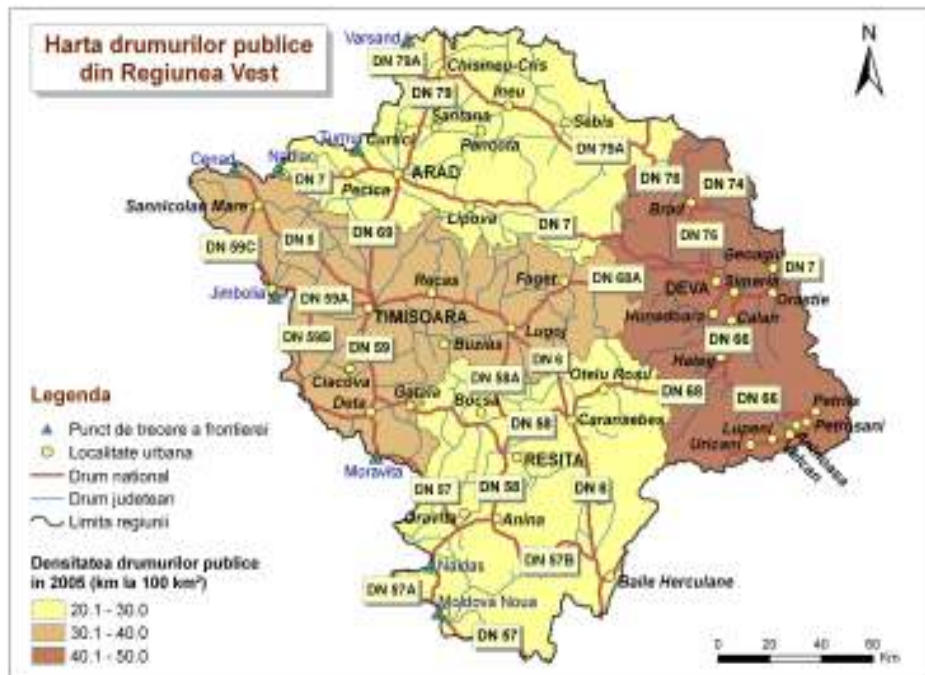 Harta drumurilor publice
din Regiunea Vest
N
Varsand
DN 79A
Chisineu-Cris
DN 79
Ineu
Santana
Sebis
Turnu
Curtici
Pancota
DN 79A
Cenad
Nadlac
DN 7
ARAD
DN 76
DN 74
Pecica
Brad
Sannicolau Mare
Lipova
DN 7
DN 69
DN 76
DN 6
DN 59C
Geoagiu
DN 7
Recas
Faget
DN 68A
DEVA
Simeria
Orastie
Jimbolia
DN 59A
TIMISOARA
Hunedoara
Calan
Lugoj
DN 59B
DN 59
Buzias
DN 66
DN 6
Hateg
Ciacova
DN 58A
Otelu Rosu
DN 68
Gataia
DN 66
Petrila
Deta
Bocsa
Caransebes
Petrosani
DN 58
Lupeni
Uricani
Vulcan
RESITA
Moravita
DN 57
DN 58
DN 6
Oravita
Anina
DN 57B
Naidas
Baile Herculane
DN 57A
Moldova Noua
DN 57
Legenda
Punct de trecere a frontierei
Localitate urbana
Drum national
Drum judetean
Limita regiunii
Densitatea drumurilor publice
in 2005 (km la 100 km²)
20.1 - 30.0
30.1 - 40.0
40.1 - 50.0
0 20 40 60
Km